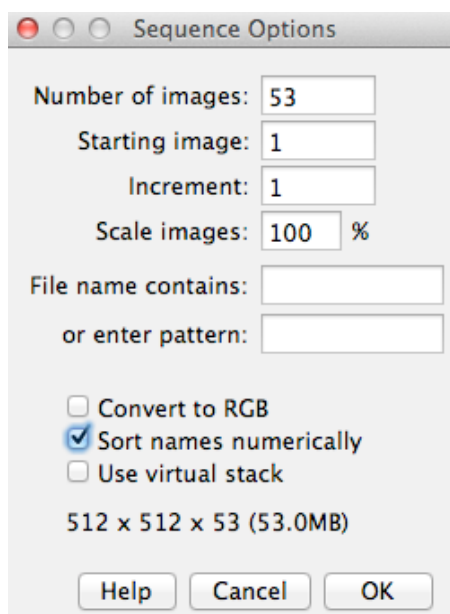 Sequence Options
Number of images: 53
Starting image: 1
Increment: 1
Scale images: 100 %
File name contains:
or enter pattern:
Convert to RGB
Sort names numerically
Use virtual stack
512 x 512 x 53 (53.0MB)
Help Cancel OK